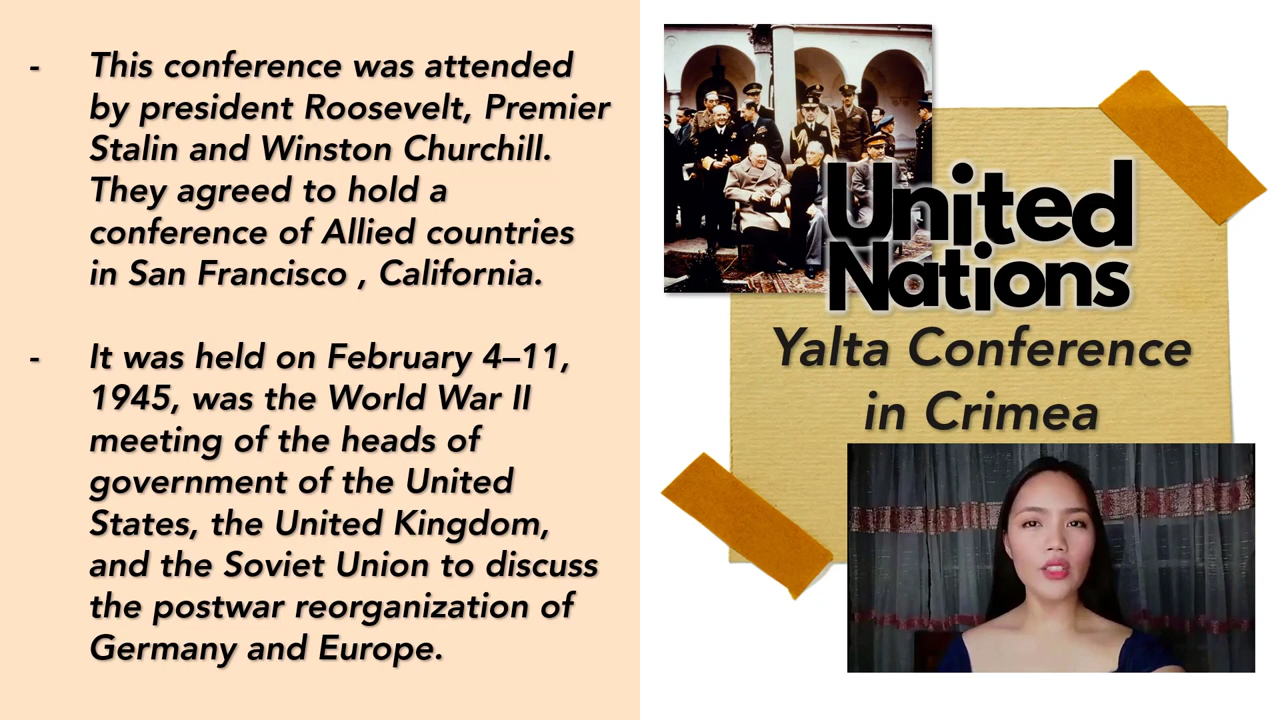 - This conference was attended
by president Roosevelt, Premier
Stalin and Winston Churchill.
They agreed to hold a
conference of Allied countries
in San Francisco , California.
- It was held on February 4–11,
1945, was the World War II
meeting of the heads of
government of the United
States, the United Kingdom,
and the Soviet Union to discuss
the postwar reorganization of
Germany and Europe.
United
Nations
Yalta Conference
in Crimea